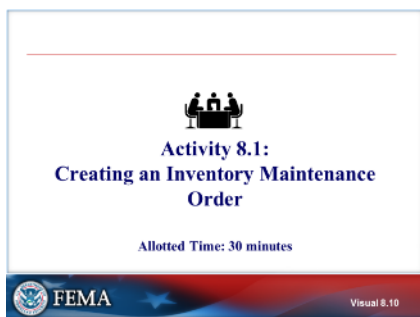 Activity 8.1:
Creating an Inventory Maintenance
Order
Allotted Time: 30 minutes
FEMA
Visual 8.10